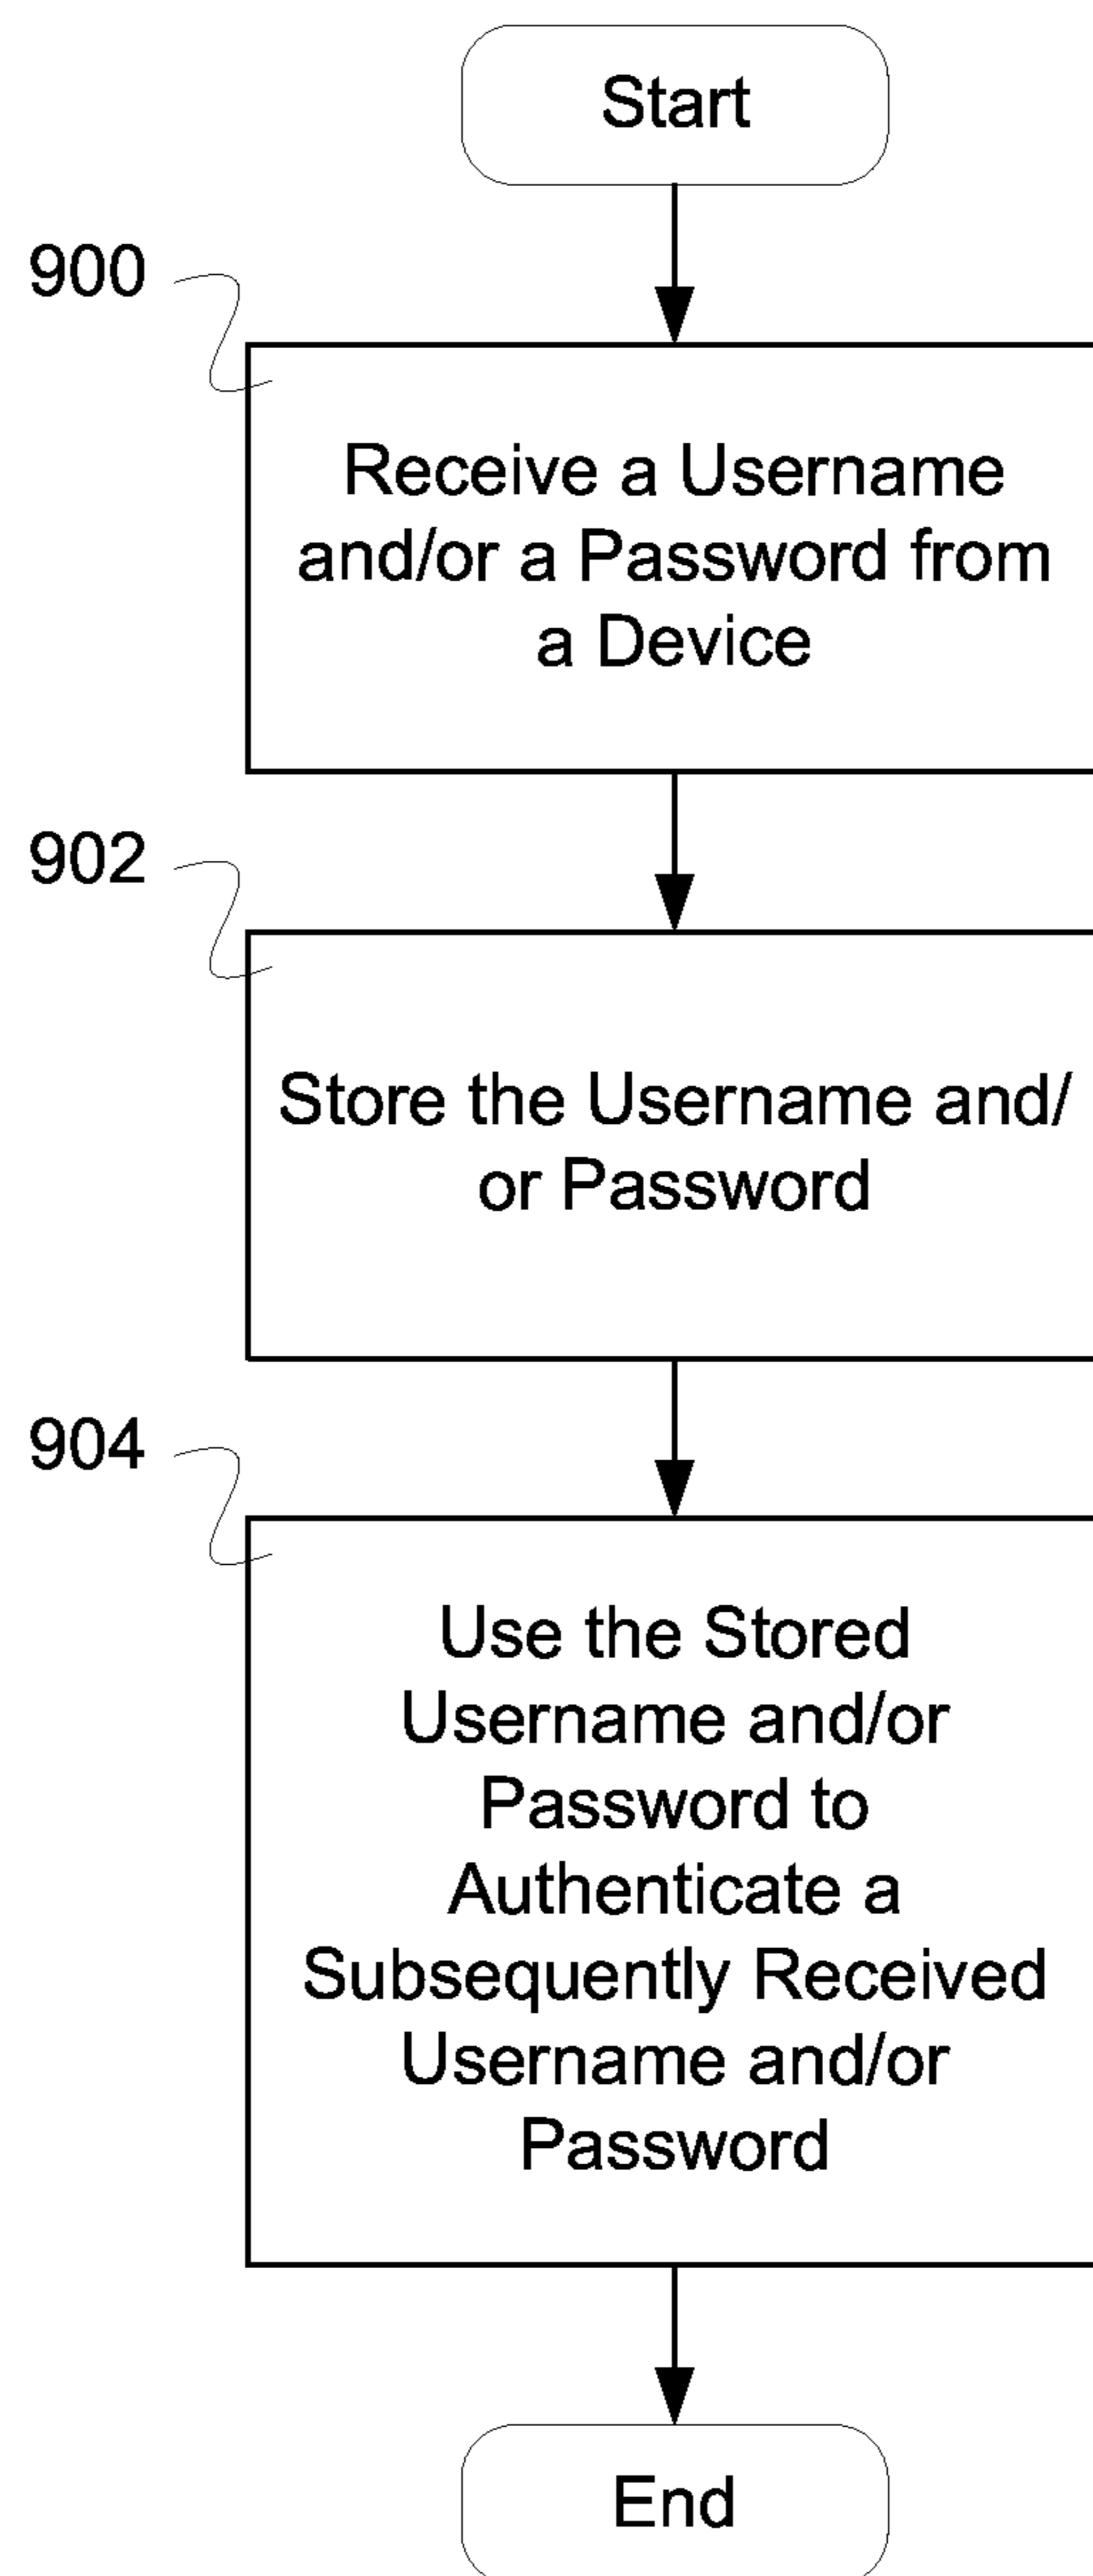 Start
900
Receive a Username
and/or a Password from
a Device
902
Store the Username and/
or Password
904
Use the Stored
Username and/or
Password to
Authenticate a
Subsequently Received
Username and/or
Password
End